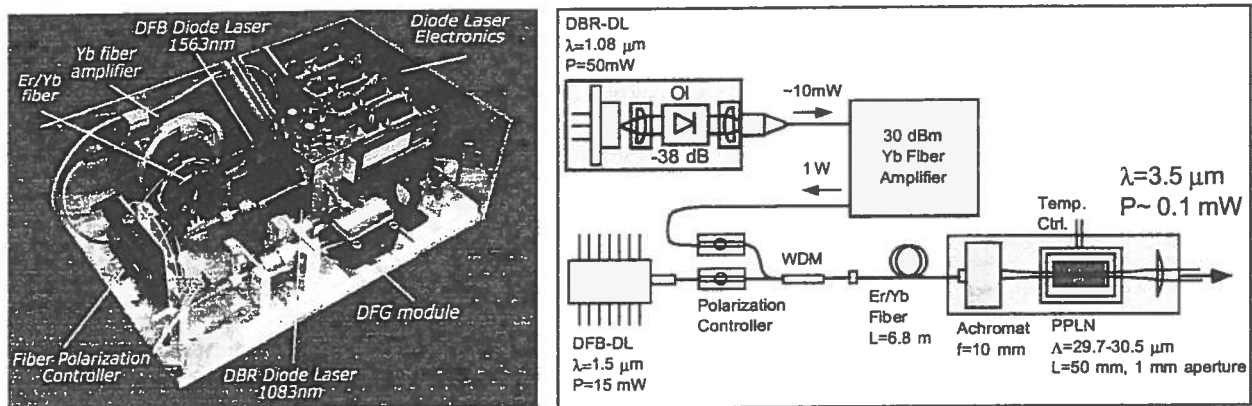 DFB Diode Laser
1563nm
Diode Laser
Electronics
Yb fiber
amplifier
Er/Yb
fiber
DFG module
Fiber Polarization
Controller
DBR Diode Laser
1083nm
DBR-DL
λ=1.08 µm
P=50mW
OI
-38 dB
~10mW
1W
30 dBm
Yb Fiber
Amplifier
λ=3.5 µm
P~ 0.1 mW
Temp.
Ctrl.
WDM
Polarization
Controller
Er/Yb
Fiber
L=6.8 m
Achromat
f=10 mm
PPLN
Λ=29.7-30.5 µm
L=50 mm, 1 mm aperture
DFB-DL
λ=1.5 µm
P=15 mW